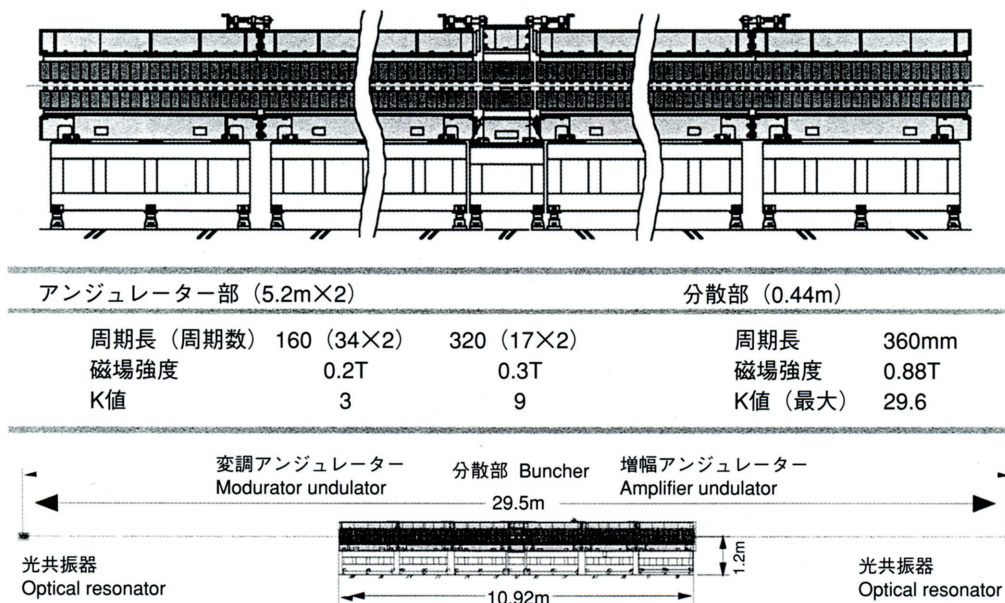 アンジュレーター部（5.2m×2） 分散部（0.44m）
周期長（周期数） 160（34×2） 320（17×2） 周期長 360mm
磁場強度 0.2T 0.3T 磁場強度 0.88T
K値 3 9 K値（最大） 29.6
変調アンジュレーター 分散部 Buncher 増幅アンジュレーター
Modurator undulator Amplifier undulator
29.5m
1.2m
光共振器 光共振器
Optical resonator Optical resonator
10.92m